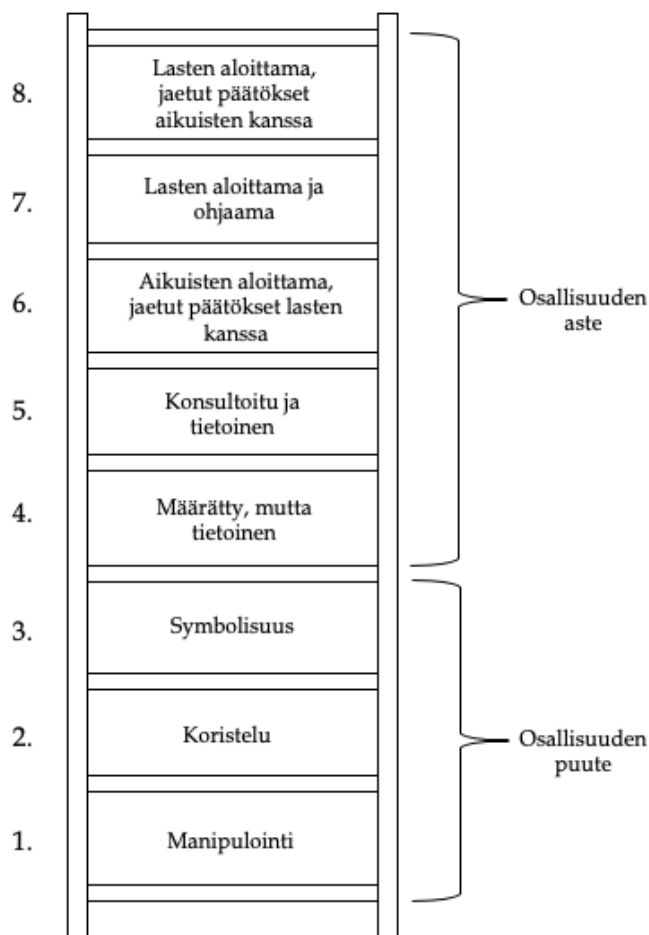 8.
Lasten aloittama,
jaetut päätökset
aikuisten kanssa
7.
Lasten aloittama ja
ohjaama
6.
Aikuisten aloittama,
jaetut päätökset lasten
kanssa
Osallisuuden
aste
5.
Konsultoitu ja
tietoinen
4.
Määrätty, mutta
tietoinen
3.
Symbolisuus
2.
Koristelu
Osallisuuden
puute
1.
Manipulointi